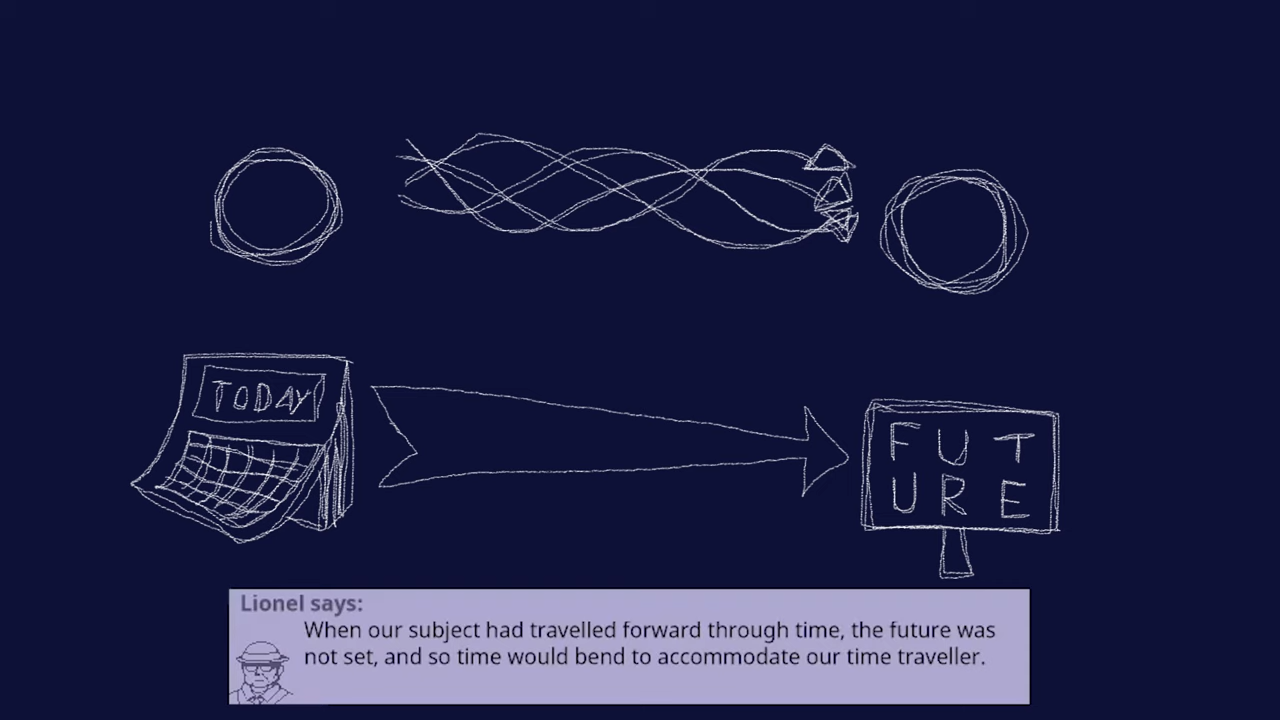 TODAY
FUT
URE
Lionel says:
When our subject had travelled forward through time, the future was
not set, and so time would bend to accommodate our time traveller.